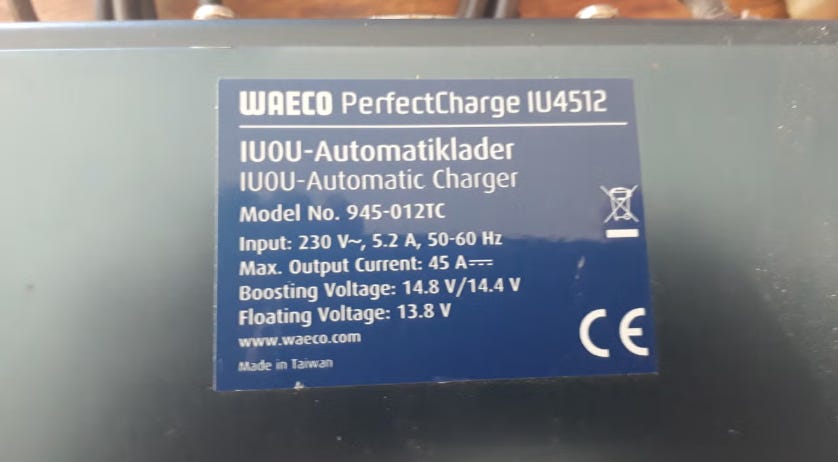 WAECO PerfectCharge IU4512
IU0U-Automatiklader
IU0U-Automatic Charger
Model No. 945-012TC
Input: 230 V~, 5.2 A, 50-60 Hz
Max. Output Current: 45 A⎓
Boosting Voltage: 14.8 V/14.4 V
Floating Voltage: 13.8 V
www.waeco.com
Made in Taiwan
CE